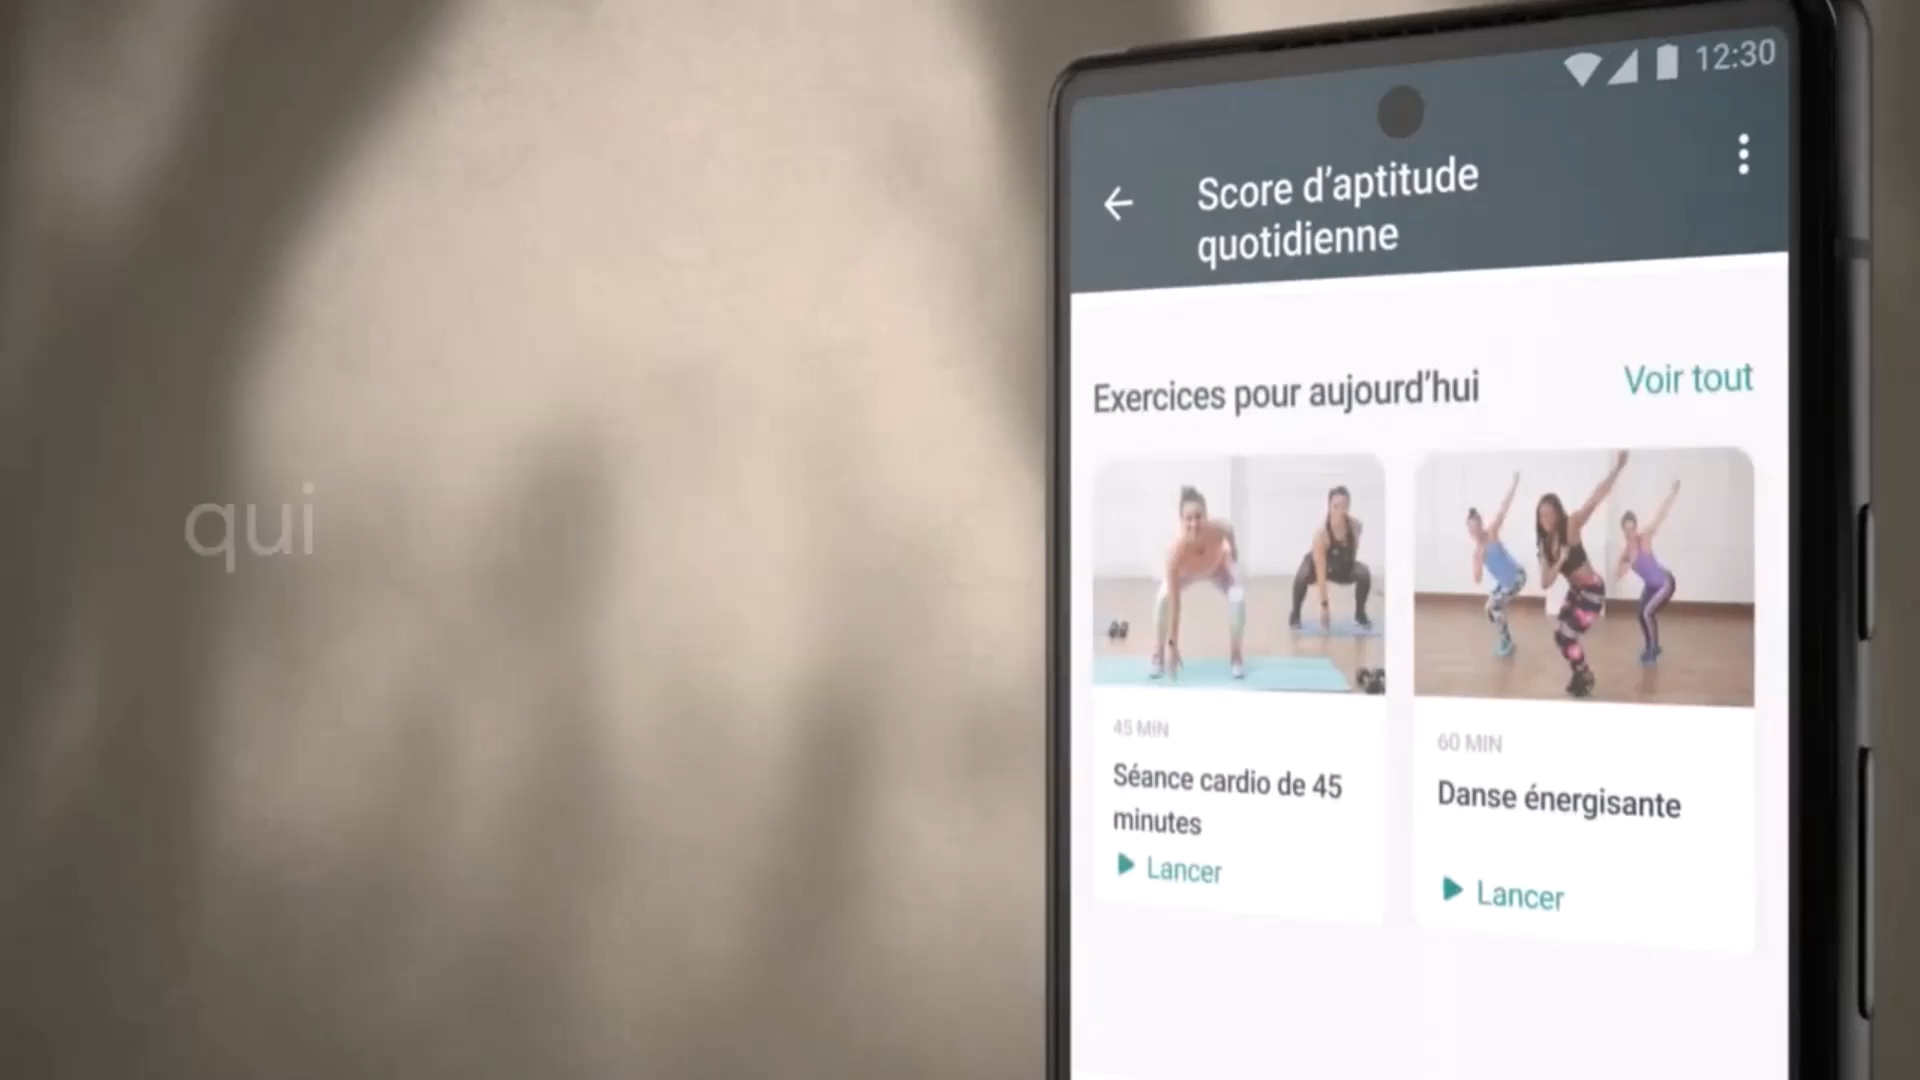 qui
12:30
Score d’aptitude
quotidienne
Exercices pour aujourd’hui
Voir tout
45 MIN
Séance cardio de 45
minutes
Lancer
60 MIN
Danse énergisante
Lancer